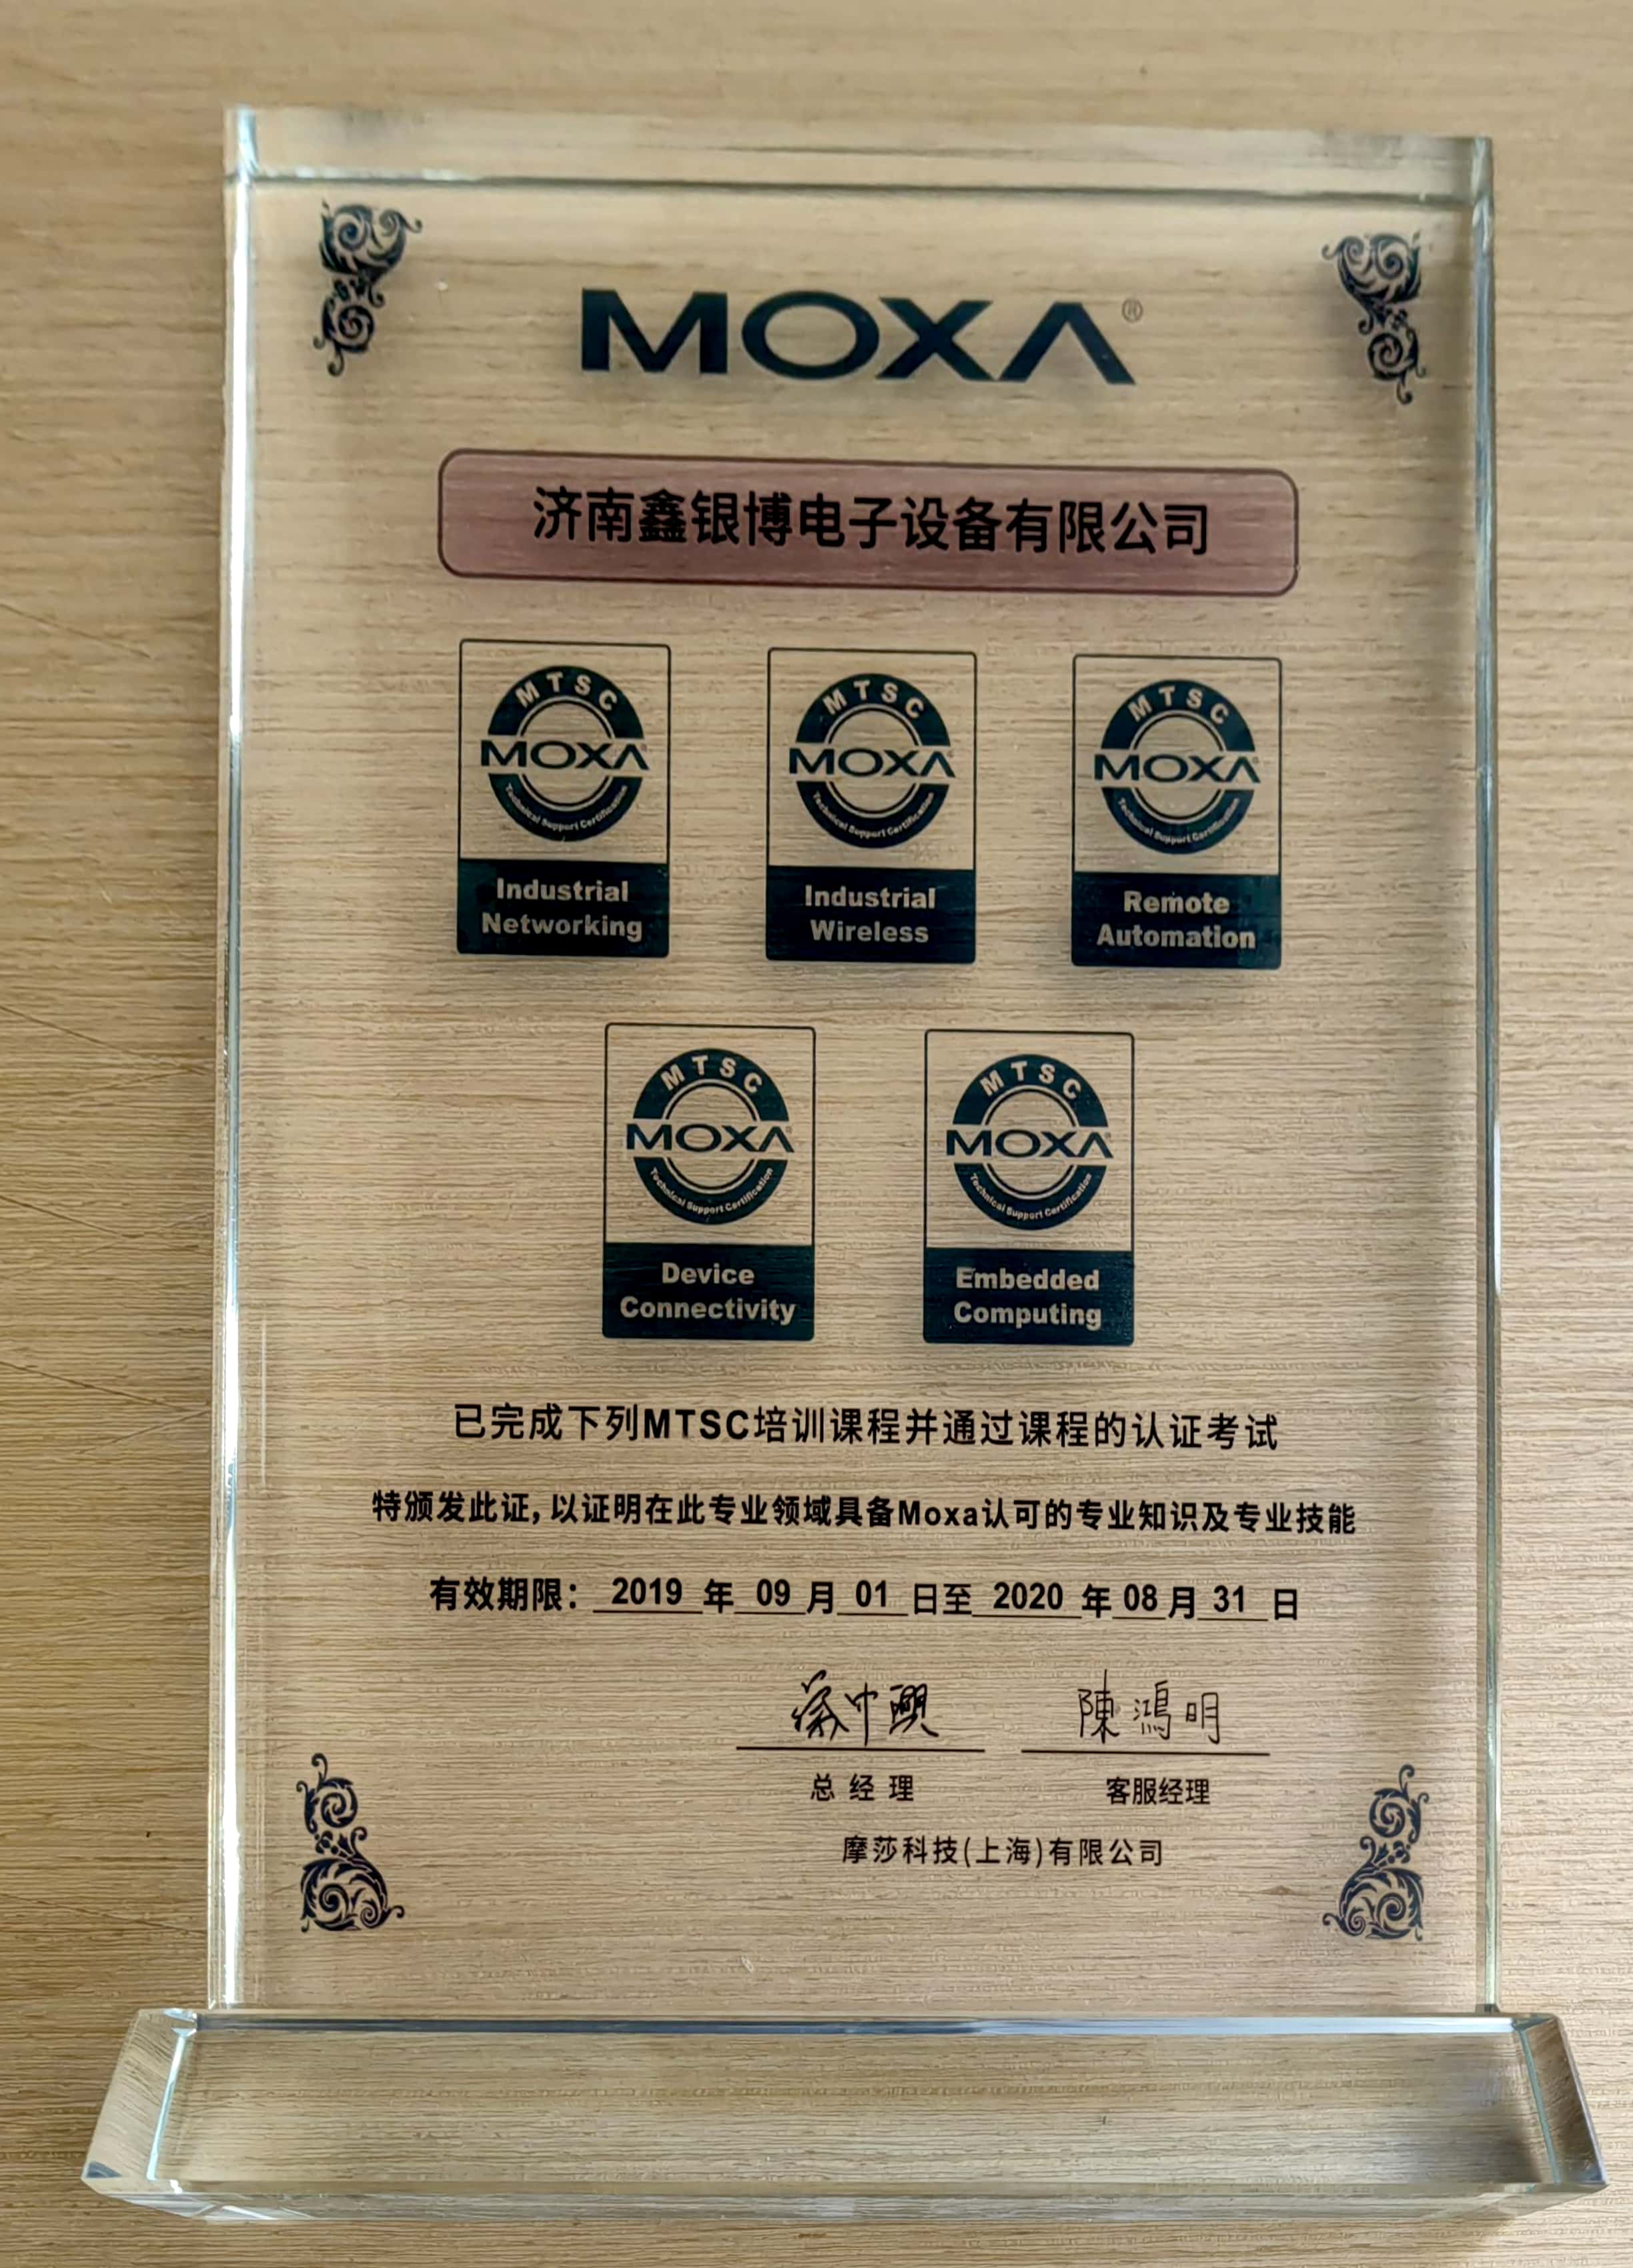 MOXA®
济南鑫银博电子设备有限公司
MTSC
MOXA
Technical Support Certification
Industrial
Networking
MTSC
MOXA
Technical Support Certification
Industrial
Wireless
MTSC
MOXA
Technical Support Certification
Remote
Automation
MTSC
MOXA
Technical Support Certification
Device
Connectivity
MTSC
MOXA
Technical Support Certification
Embedded
Computing
已完成下列MTSC培训课程并通过课程的认证考试
特颁发此证,以证明在此专业领域具备Moxa认可的专业知识及专业技能
有效期限：2019年09月01日至2020年08月31日
陳鴻明
总经理 客服经理
摩莎科技(上海)有限公司